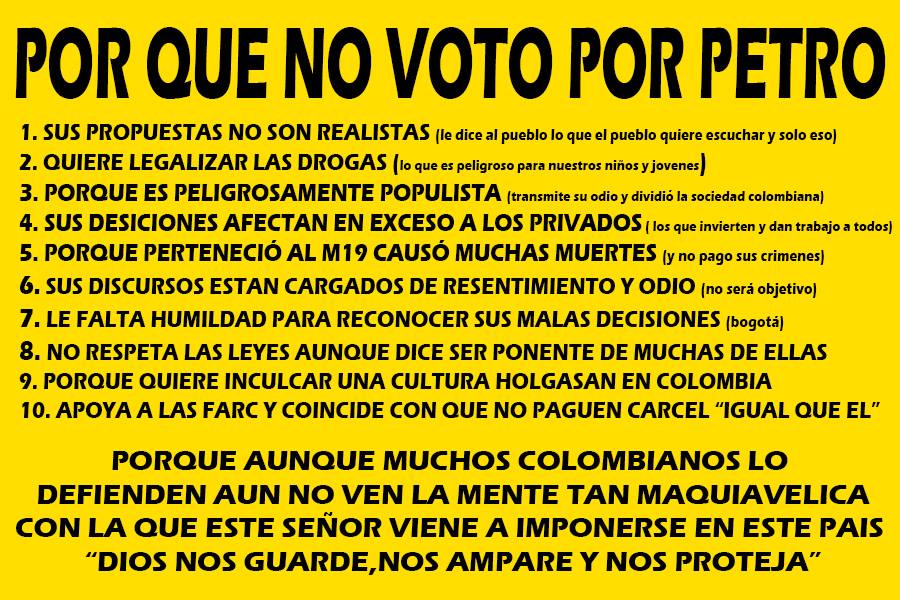 POR QUE NO VOTO POR PETRO
1. SUS PROPUESTAS NO SON REALISTAS (le dice al pueblo lo que el pueblo quiere escuchar y solo eso)
2. QUIERE LEGALIZAR LAS DROGAS (lo que es peligroso para nuestros niños y jovenes)
3. PORQUE ES PELIGROSAMENTE POPULISTA (transmite su odio y dividió la sociedad colombiana)
4. SUS DESICIONES AFECTAN EN EXCESO A LOS PRIVADOS ( los que invierten y dan trabajo a todos)
5. PORQUE PERTENECIÓ AL M19 CAUSÓ MUCHAS MUERTES (y no pago sus crimenes)
6. SUS DISCURSOS ESTAN CARGADOS DE RESENTIMIENTO Y ODIO (no será objetivo)
7. LE FALTA HUMILDAD PARA RECONOCER SUS MALAS DECISIONES (bogotá)
8. NO RESPETA LAS LEYES AUNQUE DICE SER PONENTE DE MUCHAS DE ELLAS
9. PORQUE QUIERE INCULCAR UNA CULTURA HOLGASAN EN COLOMBIA
10. APOYA A LAS FARC Y COINCIDE CON QUE NO PAGUEN CARCEL “IGUAL QUE EL”
PORQUE AUNQUE MUCHOS COLOMBIANOS LO
DEFIENDEN AUN NO VEN LA MENTE TAN MAQUIAVELICA
CON LA QUE ESTE SEÑOR VIENE A IMPONERSE EN ESTE PAIS
“DIOS NOS GUARDE,NOS AMPARE Y NOS PROTEJA”